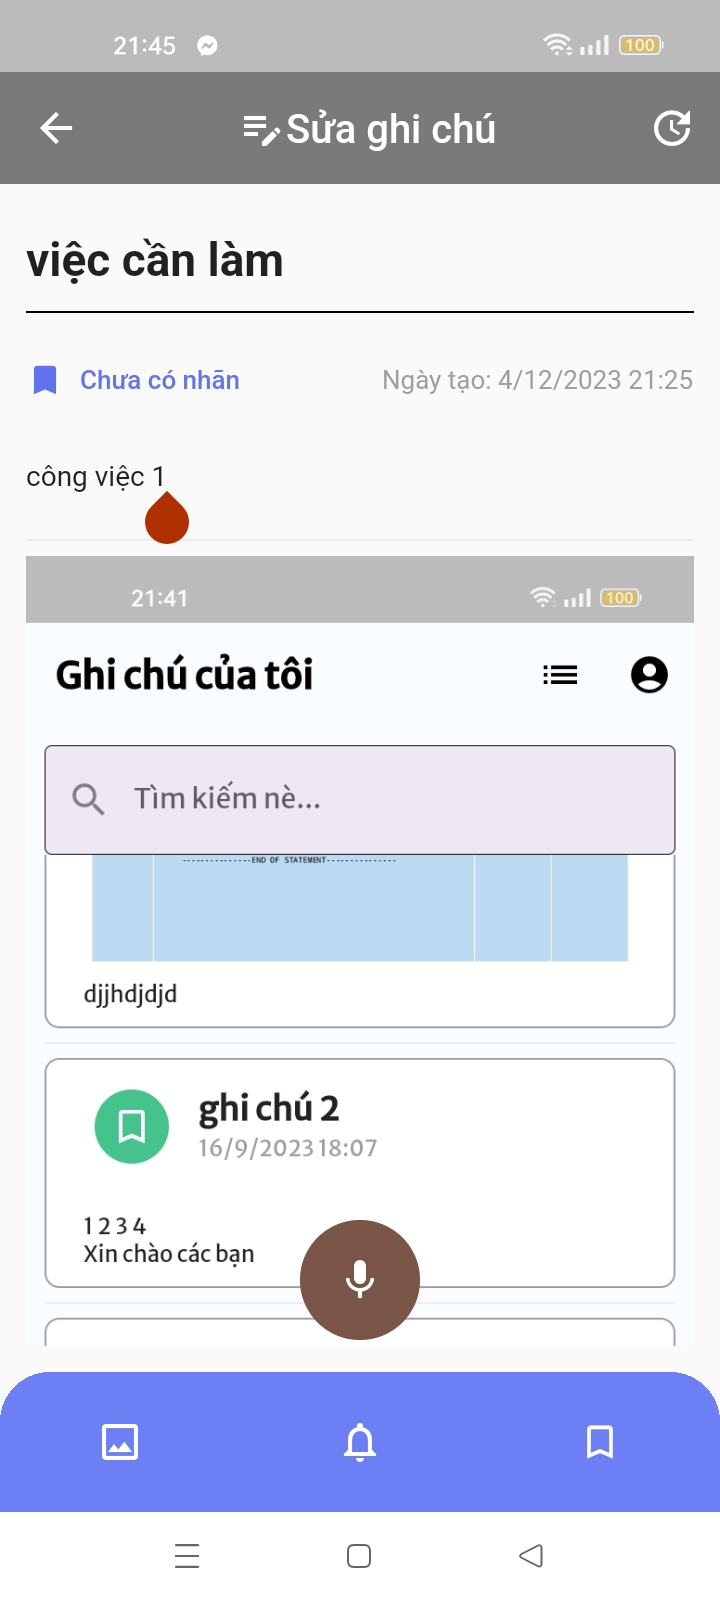 21:45
100
Sửa ghi chú
việc cần làm
Chưa có nhãn
Ngày tạo: 4/12/2023 21:25
công việc 1
21:41
100
Ghi chú của tôi
Tìm kiếm nè...
---------------END OF STATEMENT---------------
djjhdjdjd
ghi chú 2
16/9/2023 18:07
1 2 3 4
Xin chào các bạn